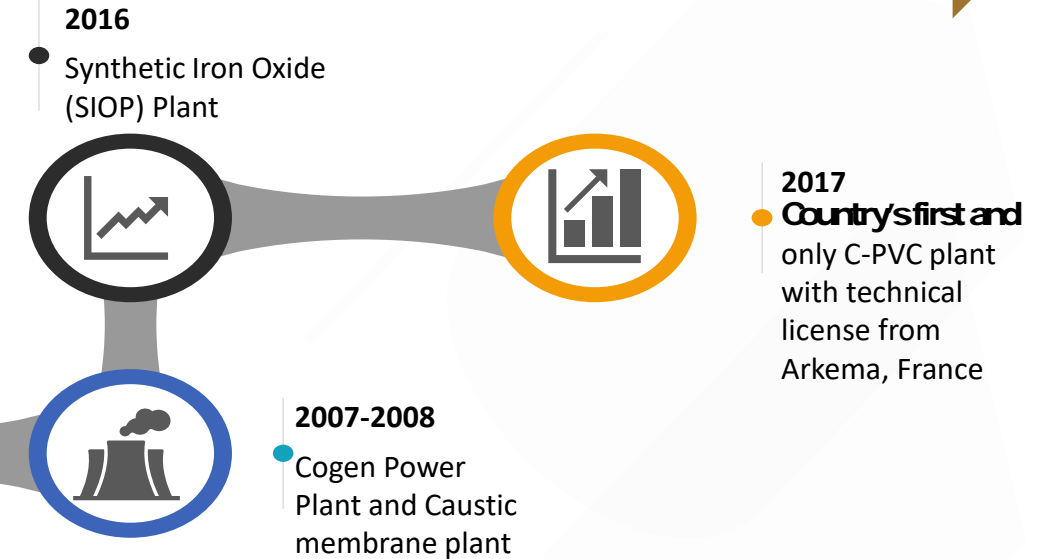 2016
Synthetic Iron Oxide
(SIOP) Plant
2017
Country's first and
only C-PVC plant
with technical
license from
Arkema, France
2007-2008
Cogen Power
Plant and Caustic
membrane plant